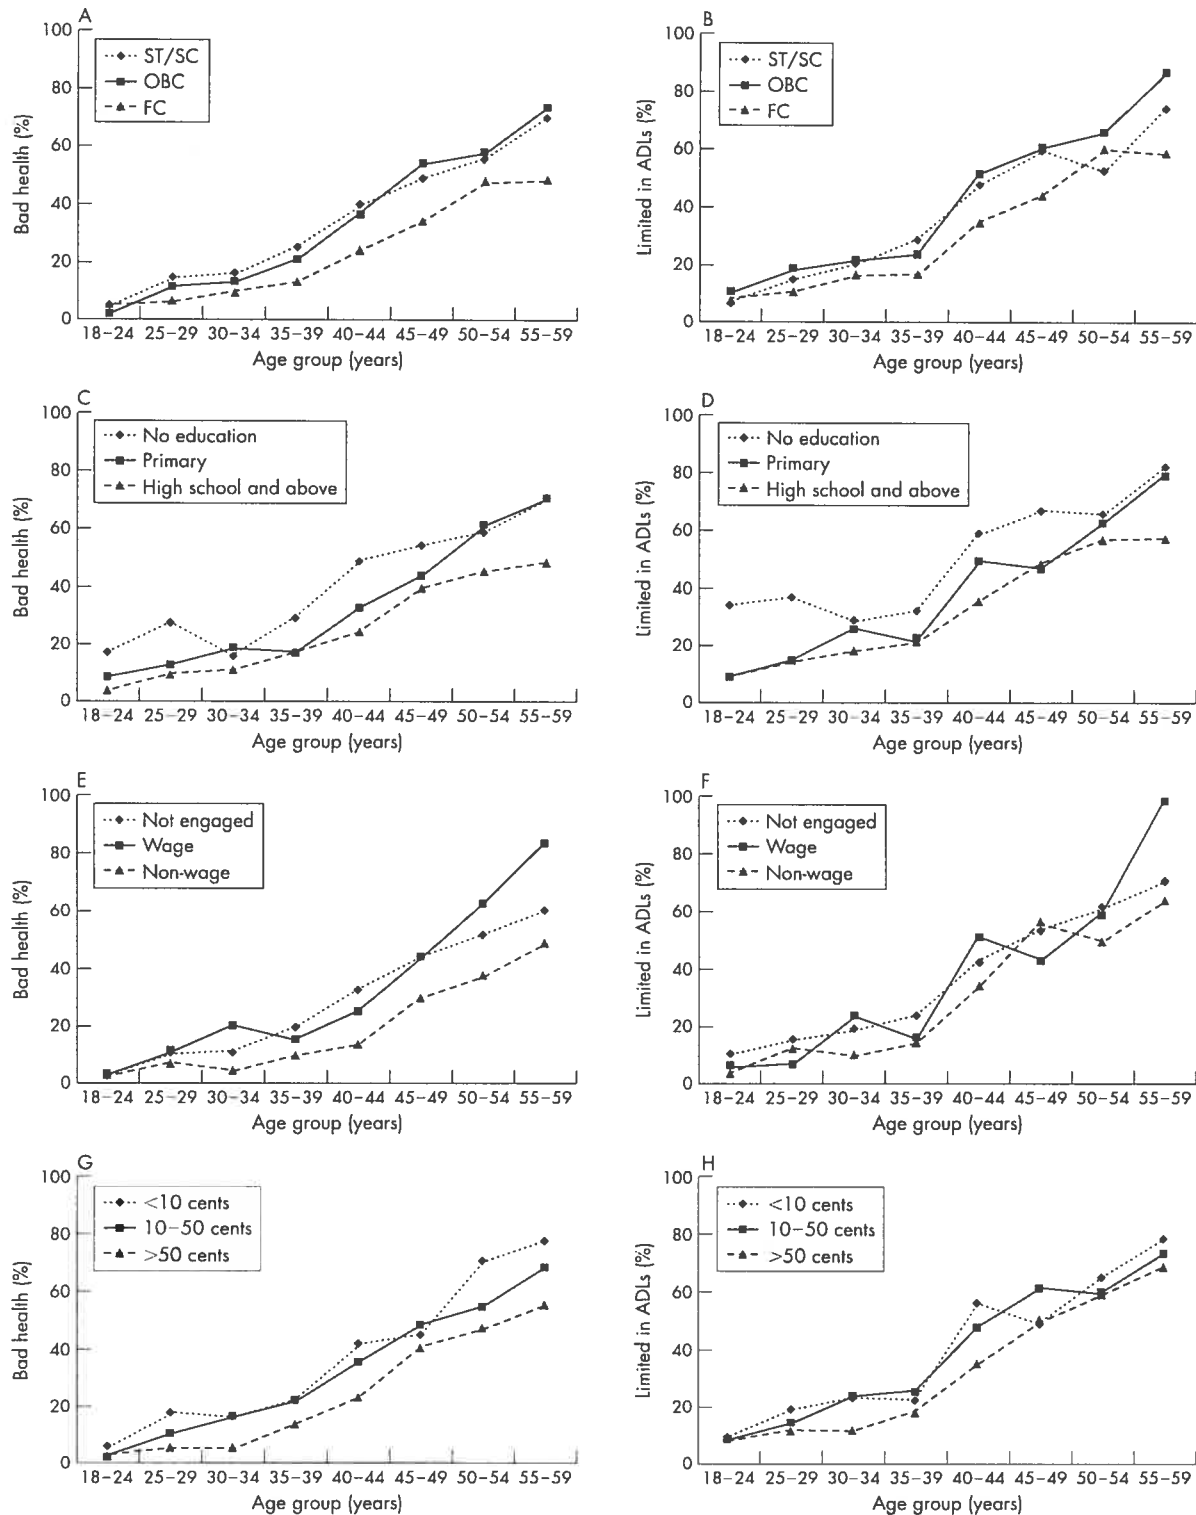 A
100
80
60
40
20
0
Bad health (%)
ST/SC
OBC
FC
18–24 25–29 30–34 35–39 40–44 45–49 50–54 55–59
Age group (years)
B
100
80
60
40
20
0
Limited in ADLs (%)
ST/SC
OBC
FC
18–24 25–29 30–34 35–39 40–44 45–49 50–54 55–59
Age group (years)
C
100
80
60
40
20
0
Bad health (%)
No education
Primary
High school and above
18–24 25–29 30–34 35–39 40–44 45–49 50–54 55–59
Age group (years)
D
100
80
60
40
20
0
Limited in ADLs (%)
No education
Primary
High school and above
18–24 25–29 30–34 35–39 40–44 45–49 50–54 55–59
Age group (years)
E
100
80
60
40
20
0
Bad health (%)
Not engaged
Wage
Non-wage
18–24 25–29 30–34 35–39 40–44 45–49 50–54 55–59
Age group (years)
F
100
80
60
40
20
0
Limited in ADLs (%)
Not engaged
Wage
Non-wage
18–24 25–29 30–34 35–39 40–44 45–49 50–54 55–59
Age group (years)
G
100
80
60
40
20
0
Bad health (%)
<10 cents
10–50 cents
>50 cents
18–24 25–29 30–34 35–39 40–44 45–49 50–54 55–59
Age group (years)
H
100
80
60
40
20
0
Limited in ADLs (%)
<10 cents
10–50 cents
>50 cents
18–24 25–29 30–34 35–39 40–44 45–49 50–54 55–59
Age group (years)